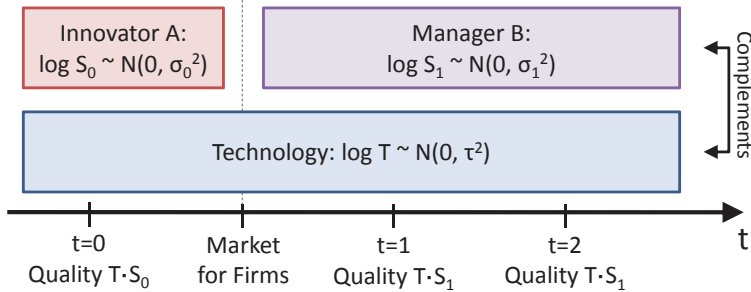 Innovator A:
log S₀ ~ N(0, σ₀²)
Manager B:
log S₁ ~ N(0, σ₁²)
Complements
Technology: log T ~ N(0, τ²)
t
t=0
Quality T·S₀
Market
for Firms
t=1
Quality T·S₁
t=2
Quality T·S₁